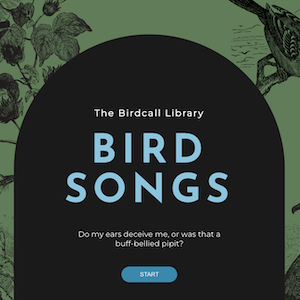 The Birdcall Library
BIRD
SONGS
Do my ears deceive me, or was that a
buff-bellied pipit?
START